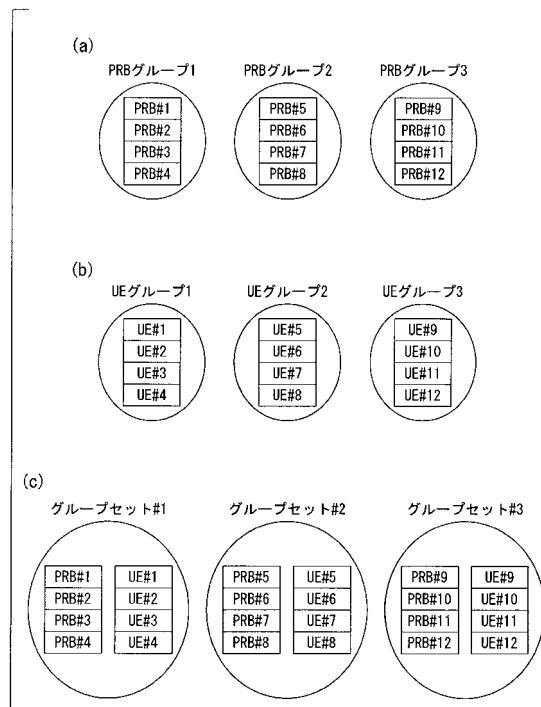 (a)
PRBグループ1 PRBグループ2 PRBグループ3
PRB#1 PRB#5 PRB#9
PRB#2 PRB#6 PRB#10
PRB#3 PRB#7 PRB#11
PRB#4 PRB#8 PRB#12
(b)
UEグループ1 UEグループ2 UEグループ3
UE#1 UE#5 UE#9
UE#2 UE#6 UE#10
UE#3 UE#7 UE#11
UE#4 UE#8 UE#12
(c)
グループセット#1 グループセット#2 グループセット#3
PRB#1 UE#1 PRB#5 UE#5 PRB#9 UE#9
PRB#2 UE#2 PRB#6 UE#6 PRB#10 UE#10
PRB#3 UE#3 PRB#7 UE#7 PRB#11 UE#11
PRB#4 UE#4 PRB#8 UE#8 PRB#12 UE#12